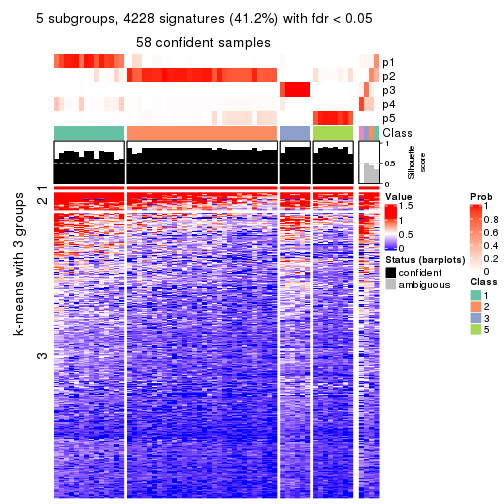 5 subgroups, 4228 signatures (41.2%) with fdr < 0.05
58 confident samples
p1
p2
p3
p4
p5
Class
1
0.5
0
Silhouette
score
k-means with 3 groups
1
2
3
Value
1.5
1
0.5
0
Status (barplots)
confident
ambiguous
Prob
1
0.8
0.6
0.4
0.2
0
Class
1
2
3
5